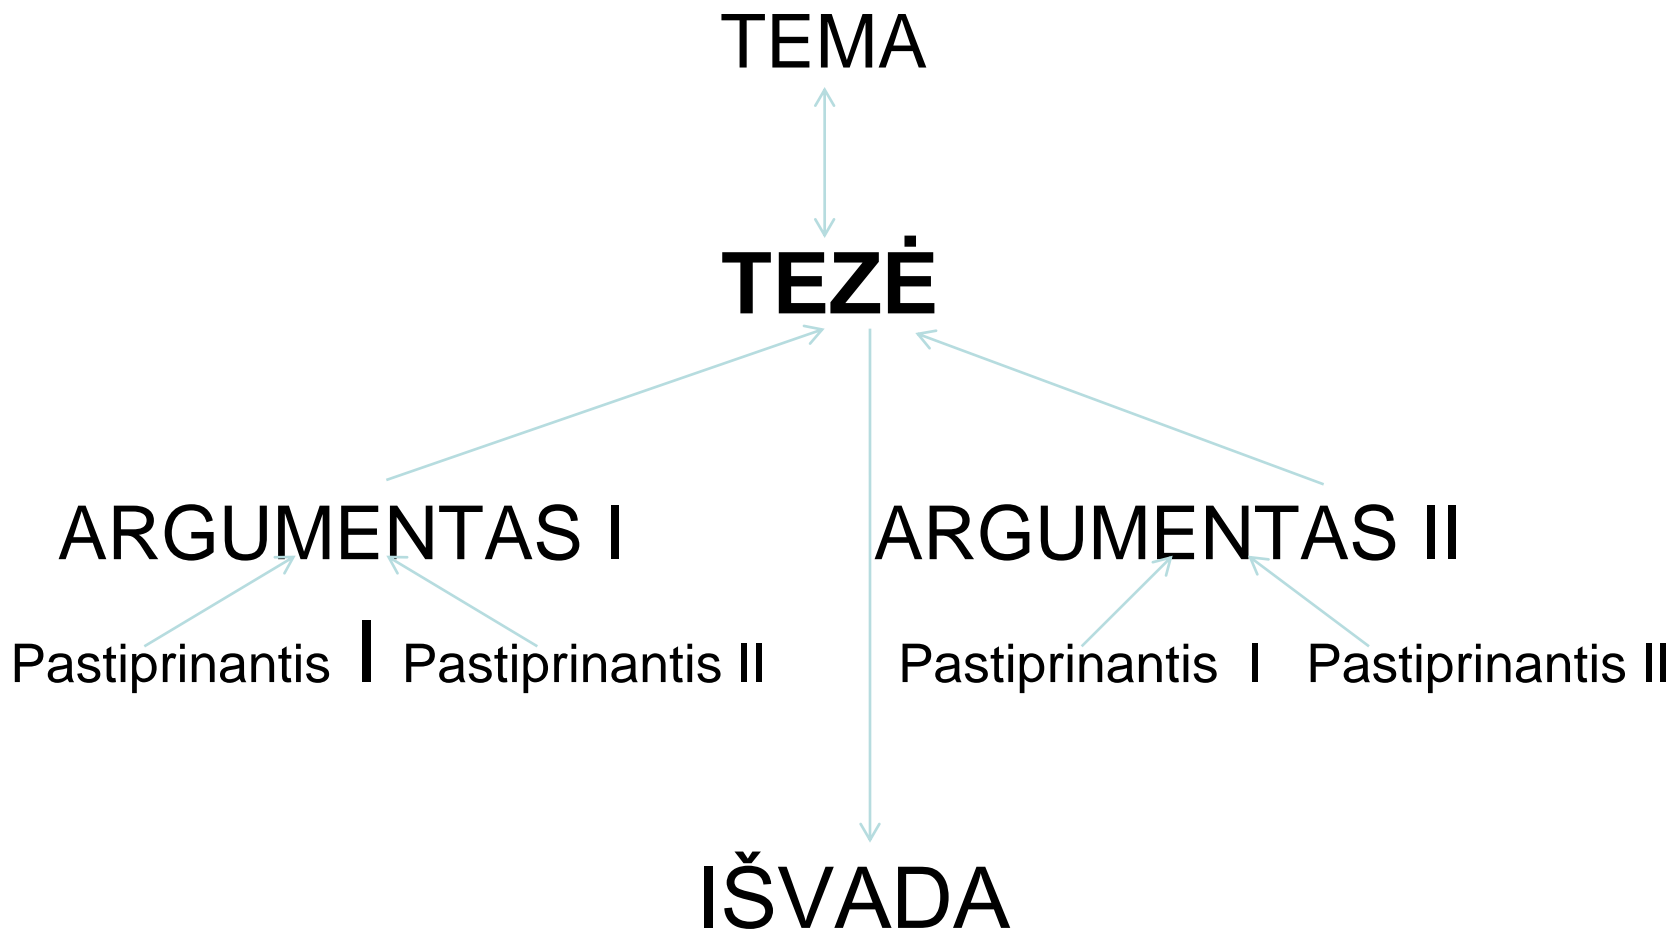 TEMA
TEZĖ
ARGUMENTAS I ARGUMENTAS II
Pastiprinantis I Pastiprinantis II Pastiprinantis I Pastiprinantis II
IŠVADA